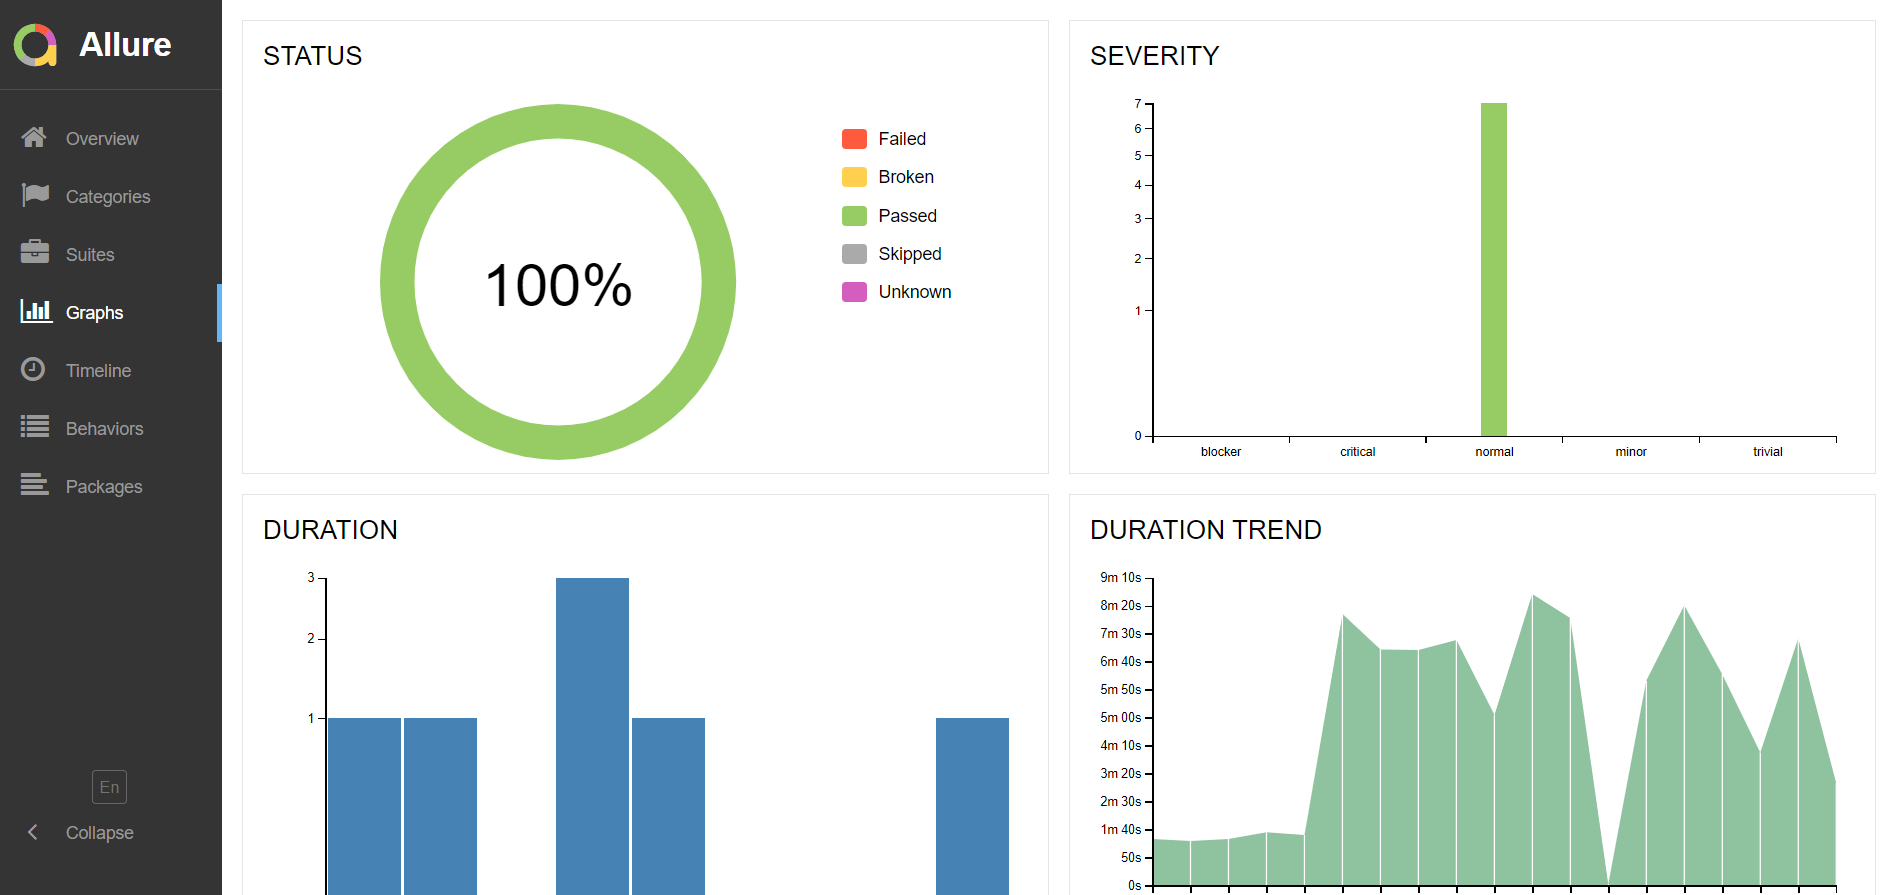 Allure
Overview
Categories
Suites
Graphs
Timeline
Behaviors
Packages
En
Collapse
STATUS
100%
Failed
Broken
Passed
Skipped
Unknown
SEVERITY
7
6
5
4
3
2
1
0
blocker critical normal minor trivial
DURATION
3
2
1
DURATION TREND
9m 10s
8m 20s
7m 30s
6m 40s
5m 50s
5m 00s
4m 10s
3m 20s
2m 30s
1m 40s
50s
0s